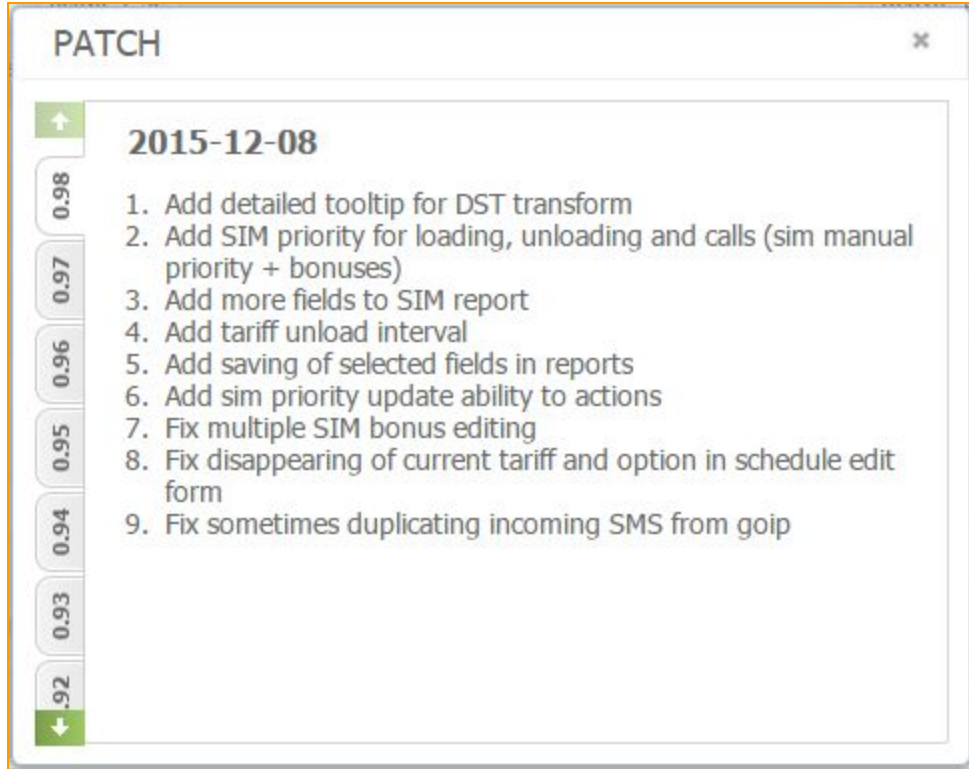 PATCH
2015-12-08
0.98
0.97
0.96
0.95
0.94
0.93
.92
1. Add detailed tooltip for DST transform
2. Add SIM priority for loading, unloading and calls (sim manual
priority + bonuses)
3. Add more fields to SIM report
4. Add tariff unload interval
5. Add saving of selected fields in reports
6. Add sim priority update ability to actions
7. Fix multiple SIM bonus editing
8. Fix disappearing of current tariff and option in schedule edit
form
9. Fix sometimes duplicating incoming SMS from goip